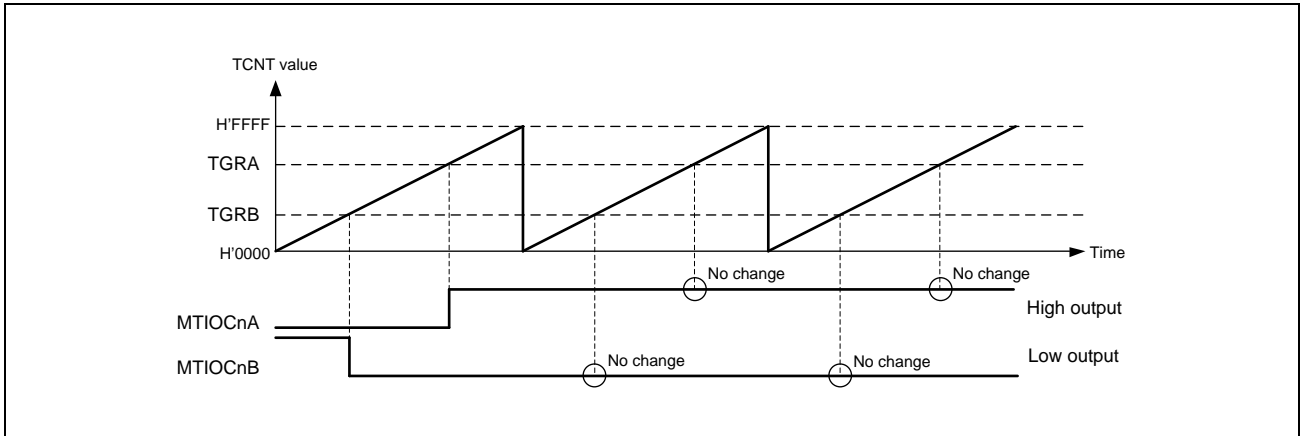 TCNT value
H'FFFF
TGRA
TGRB
H'0000
Time
No change
No change
High output
MTIOCnA
No change
No change
Low output
MTIOCnB